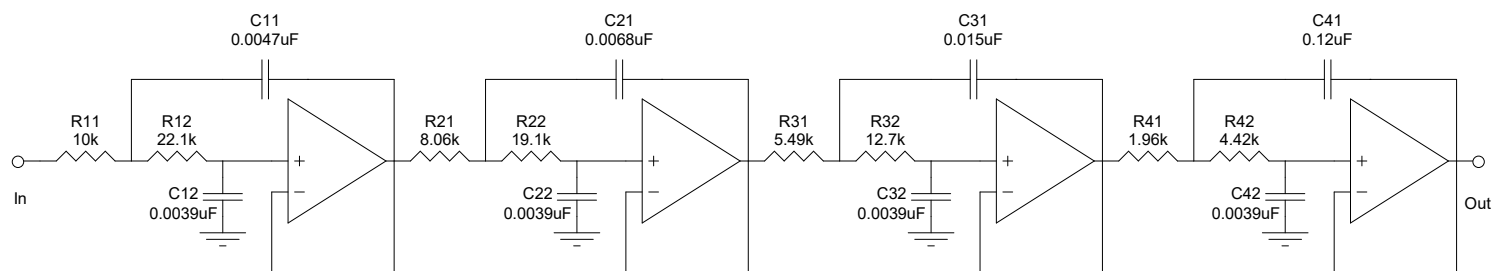 C11
0.0047uF
C21
0.0068uF
C31
0.015uF
C41
0.12uF
R11
10k
R12
22.1k
R21
8.06k
R22
19.1k
R31
5.49k
R32
12.7k
R41
1.96k
R42
4.42k
+
−
+
−
+
−
+
−
In
C12
0.0039uF
C22
0.0039uF
C32
0.0039uF
C42
0.0039uF
Out